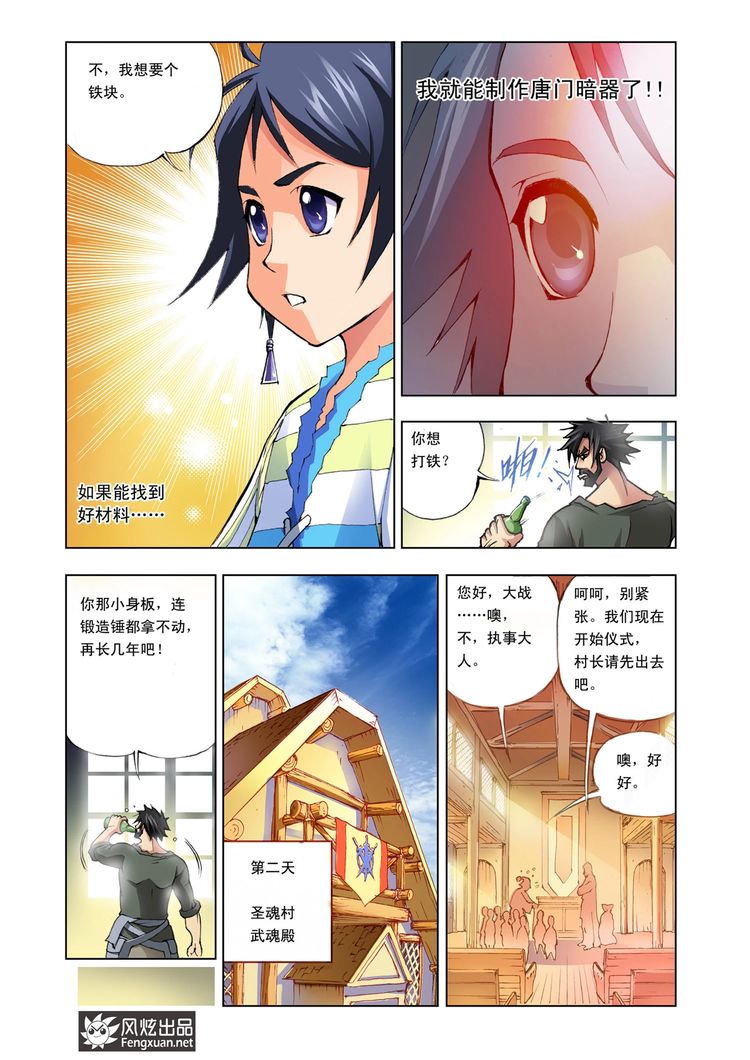 不，我想要个
铁块。
如果能找到
好材料……
我就能制作唐门暗器了！！
你想
打铁？
啪！
你那小身板，连
锻造锤都拿不动，
再长几年吧！
第二天
圣魂村
武魂殿
您好，大战
……噢，
不，执事大
人。
呵呵，别紧
张。我们现在
开始仪式，
村长请先出去
吧。
噢，好
好。
风炫出品
Fengxuan.net